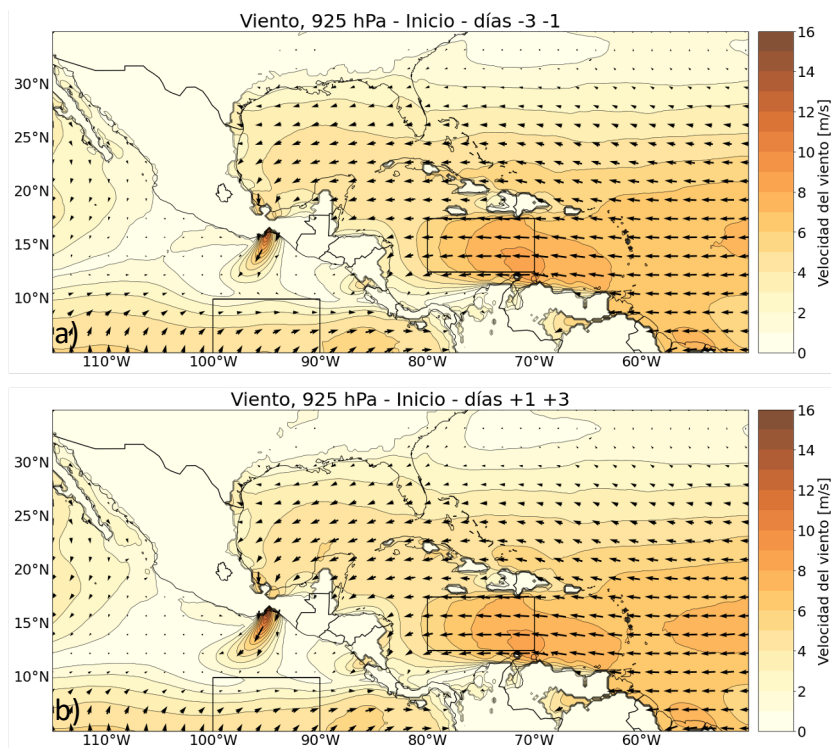 Viento, 925 hPa - Inicio - días -3 -1
30°N
25°N
20°N
15°N
10°N
a)
110°W
100°W
90°W
80°W
70°W
60°W
16
14
12
10
8
6
4
2
0
Velocidad del viento [m/s]
Viento, 925 hPa - Inicio - días +1 +3
30°N
25°N
20°N
15°N
10°N
b)
110°W
100°W
90°W
80°W
70°W
60°W
16
14
12
10
8
6
4
2
0
Velocidad del viento [m/s]